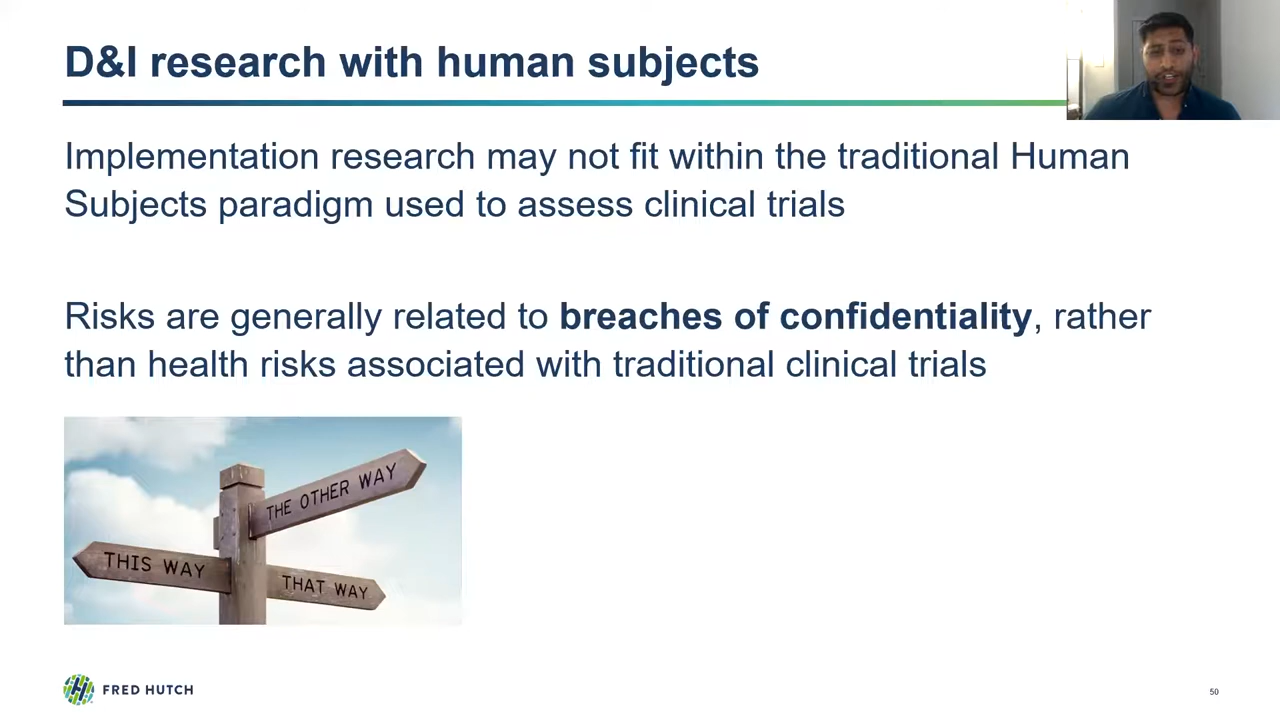 D&I research with human subjects
Implementation research may not fit within the traditional Human
Subjects paradigm used to assess clinical trials
Risks are generally related to breaches of confidentiality, rather
than health risks associated with traditional clinical trials
THE OTHER WAY
THIS WAY
THAT WAY
FRED HUTCH
50